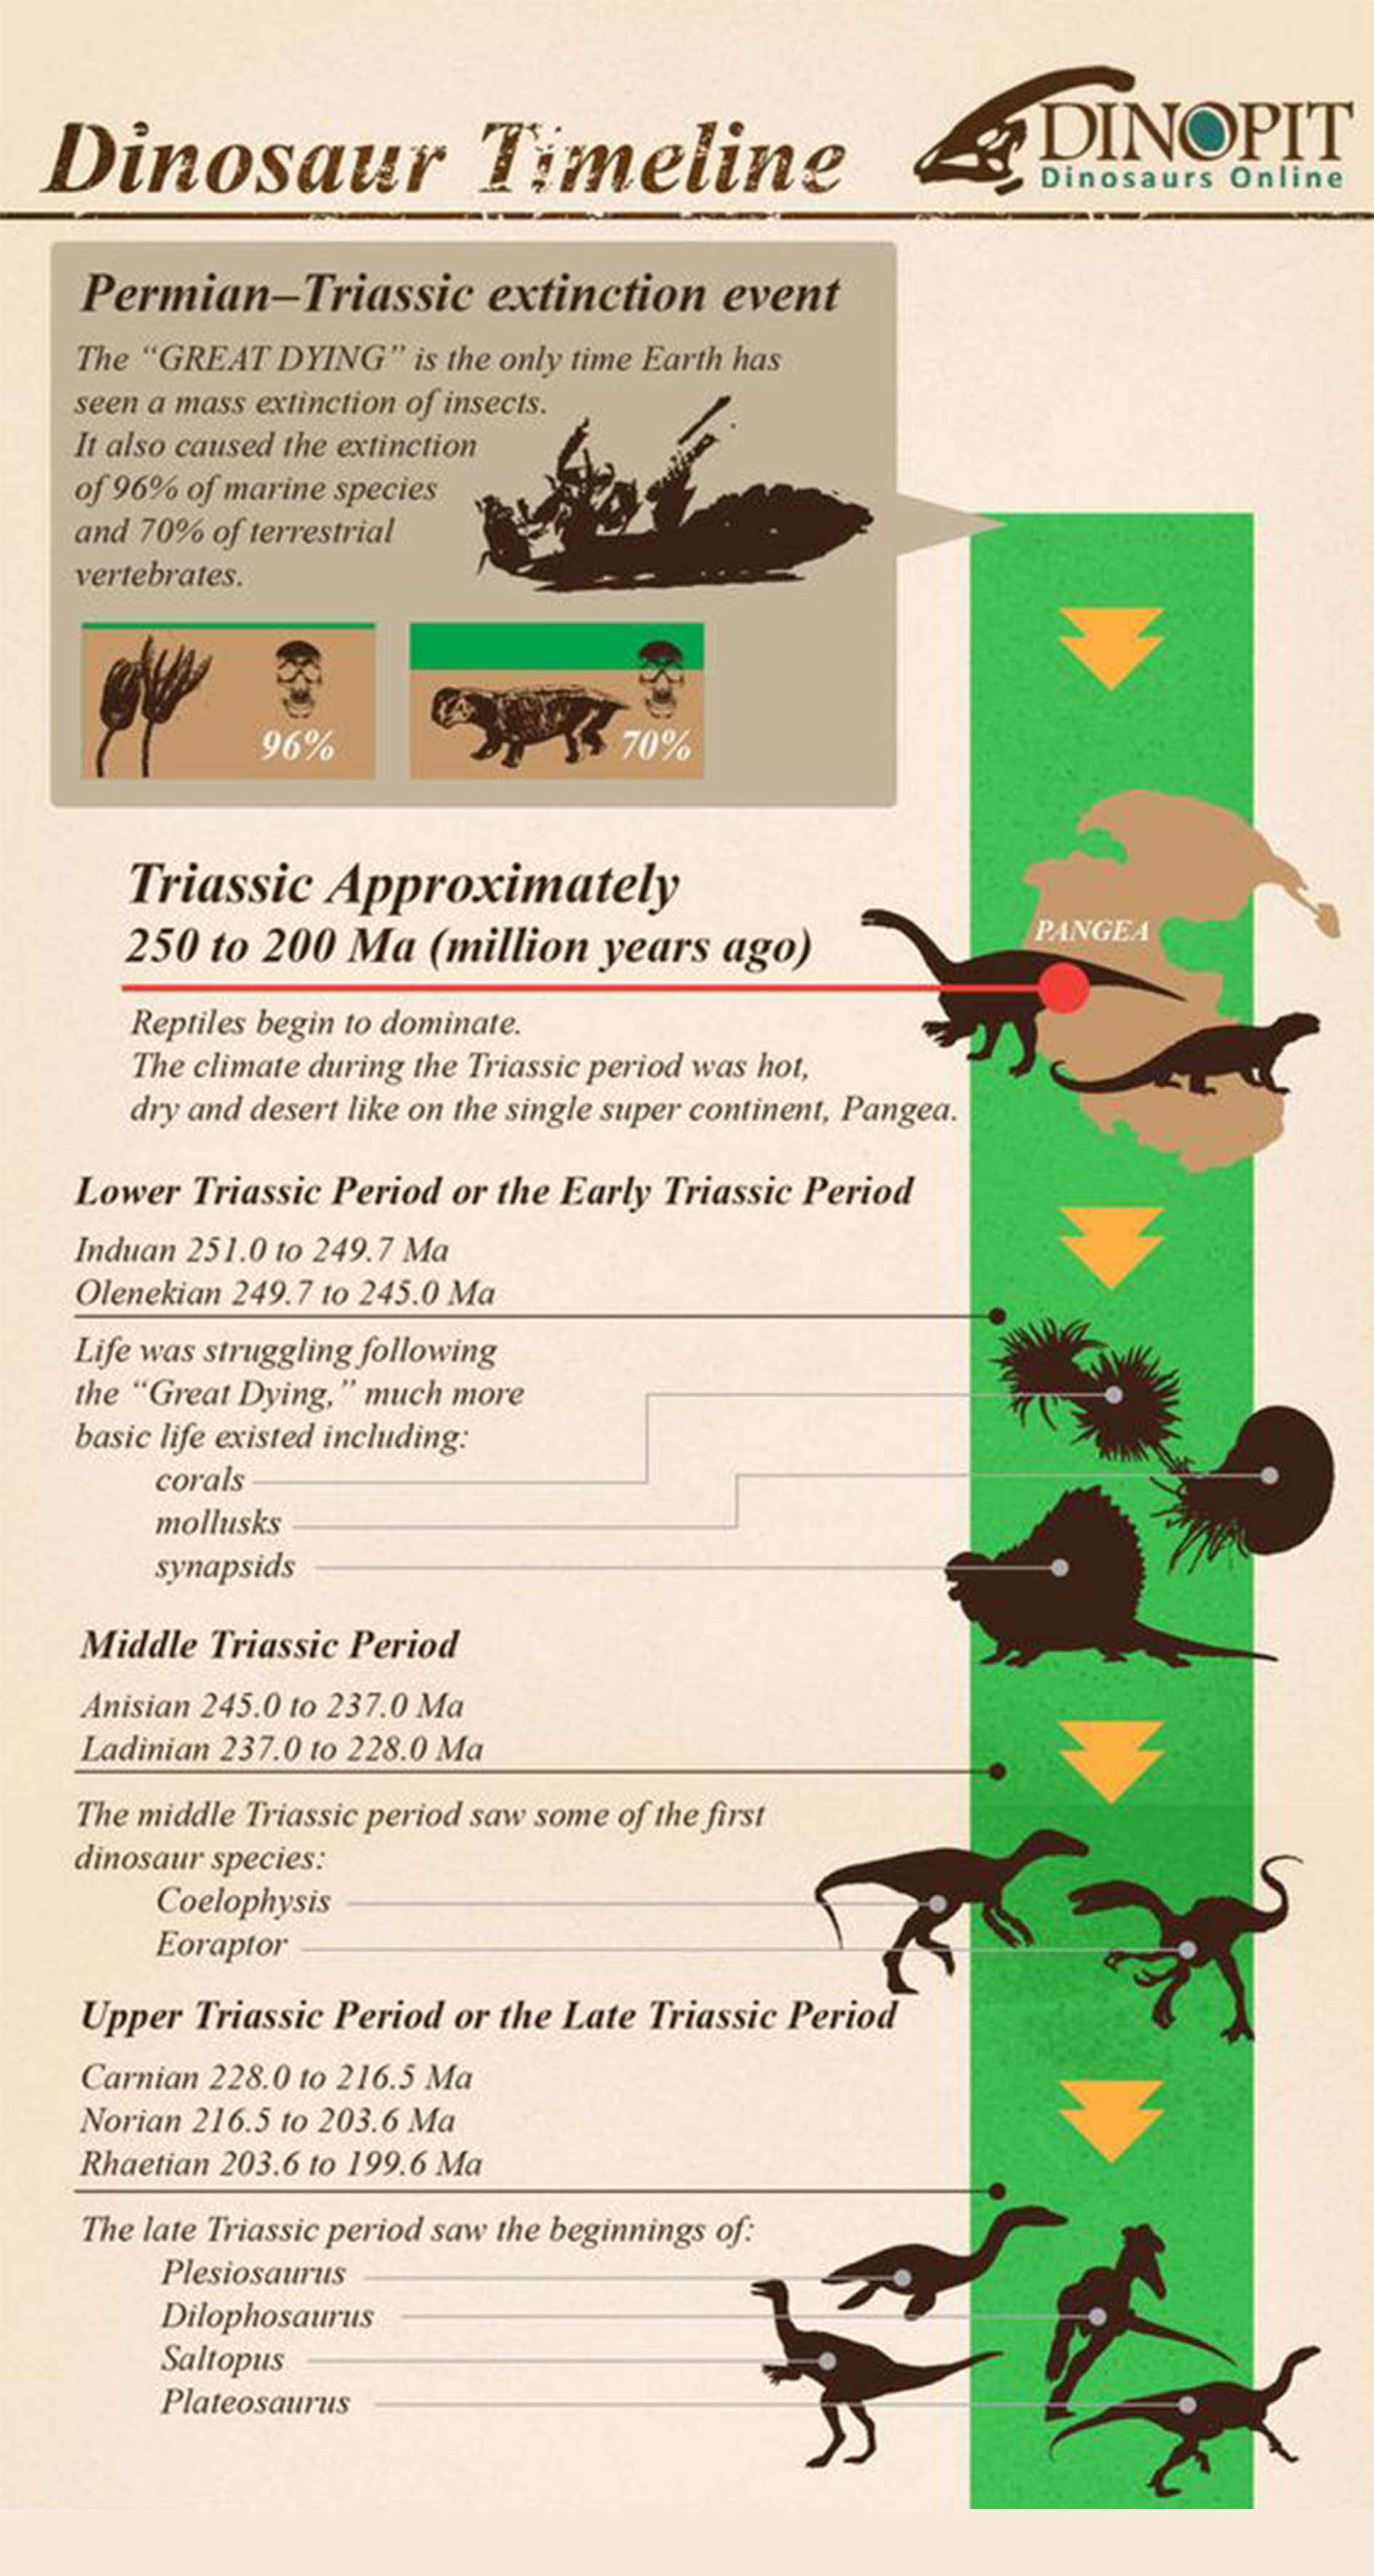 Dinosaur Timeline
DINOPIT
Dinosaurs Online
Permian–Triassic extinction event
The “GREAT DYING” is the only time Earth has
seen a mass extinction of insects.
It also caused the extinction
of 96% of marine species
and 70% of terrestrial
vertebrates.
96%
70%
Triassic Approximately
250 to 200 Ma (million years ago)
PANGEA
Reptiles begin to dominate.
The climate during the Triassic period was hot,
dry and desert like on the single super continent, Pangea.
Lower Triassic Period or the Early Triassic Period
Induan 251.0 to 249.7 Ma
Olenekian 249.7 to 245.0 Ma
Life was struggling following
the “Great Dying,” much more
basic life existed including:
corals
mollusks
synapsids
Middle Triassic Period
Anisian 245.0 to 237.0 Ma
Ladinian 237.0 to 228.0 Ma
The middle Triassic period saw some of the first
dinosaur species:
Coelophysis
Eoraptor
Upper Triassic Period or the Late Triassic Period
Carnian 228.0 to 216.5 Ma
Norian 216.5 to 203.6 Ma
Rhaetian 203.6 to 199.6 Ma
The late Triassic period saw the beginnings of:
Plesiosaurus
Dilophosaurus
Saltopus
Plateosaurus